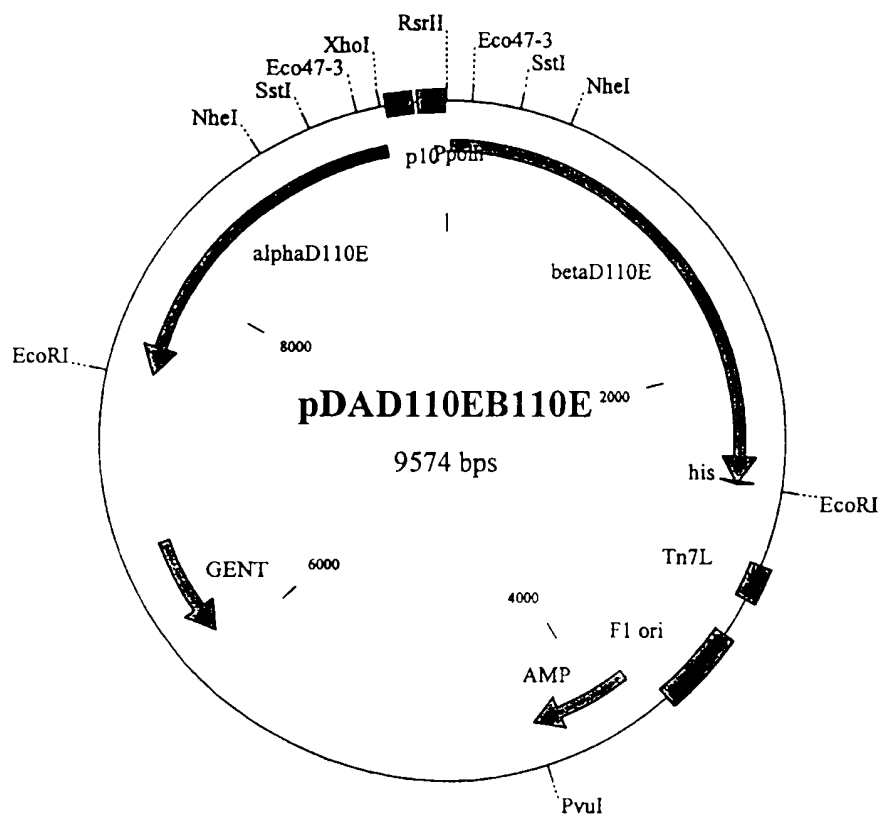 RsrII
XhoI
Eco47-3
Eco47-3
SstI
SstI
NheI
NheI
p10
Ppolh
alphaD110E
betaD110E
EcoRI
8000
pDAD110EB110E
2000
9574 bps
his
EcoRI
Tn7L
GENT
6000
4000
F1 ori
AMP
PvuI